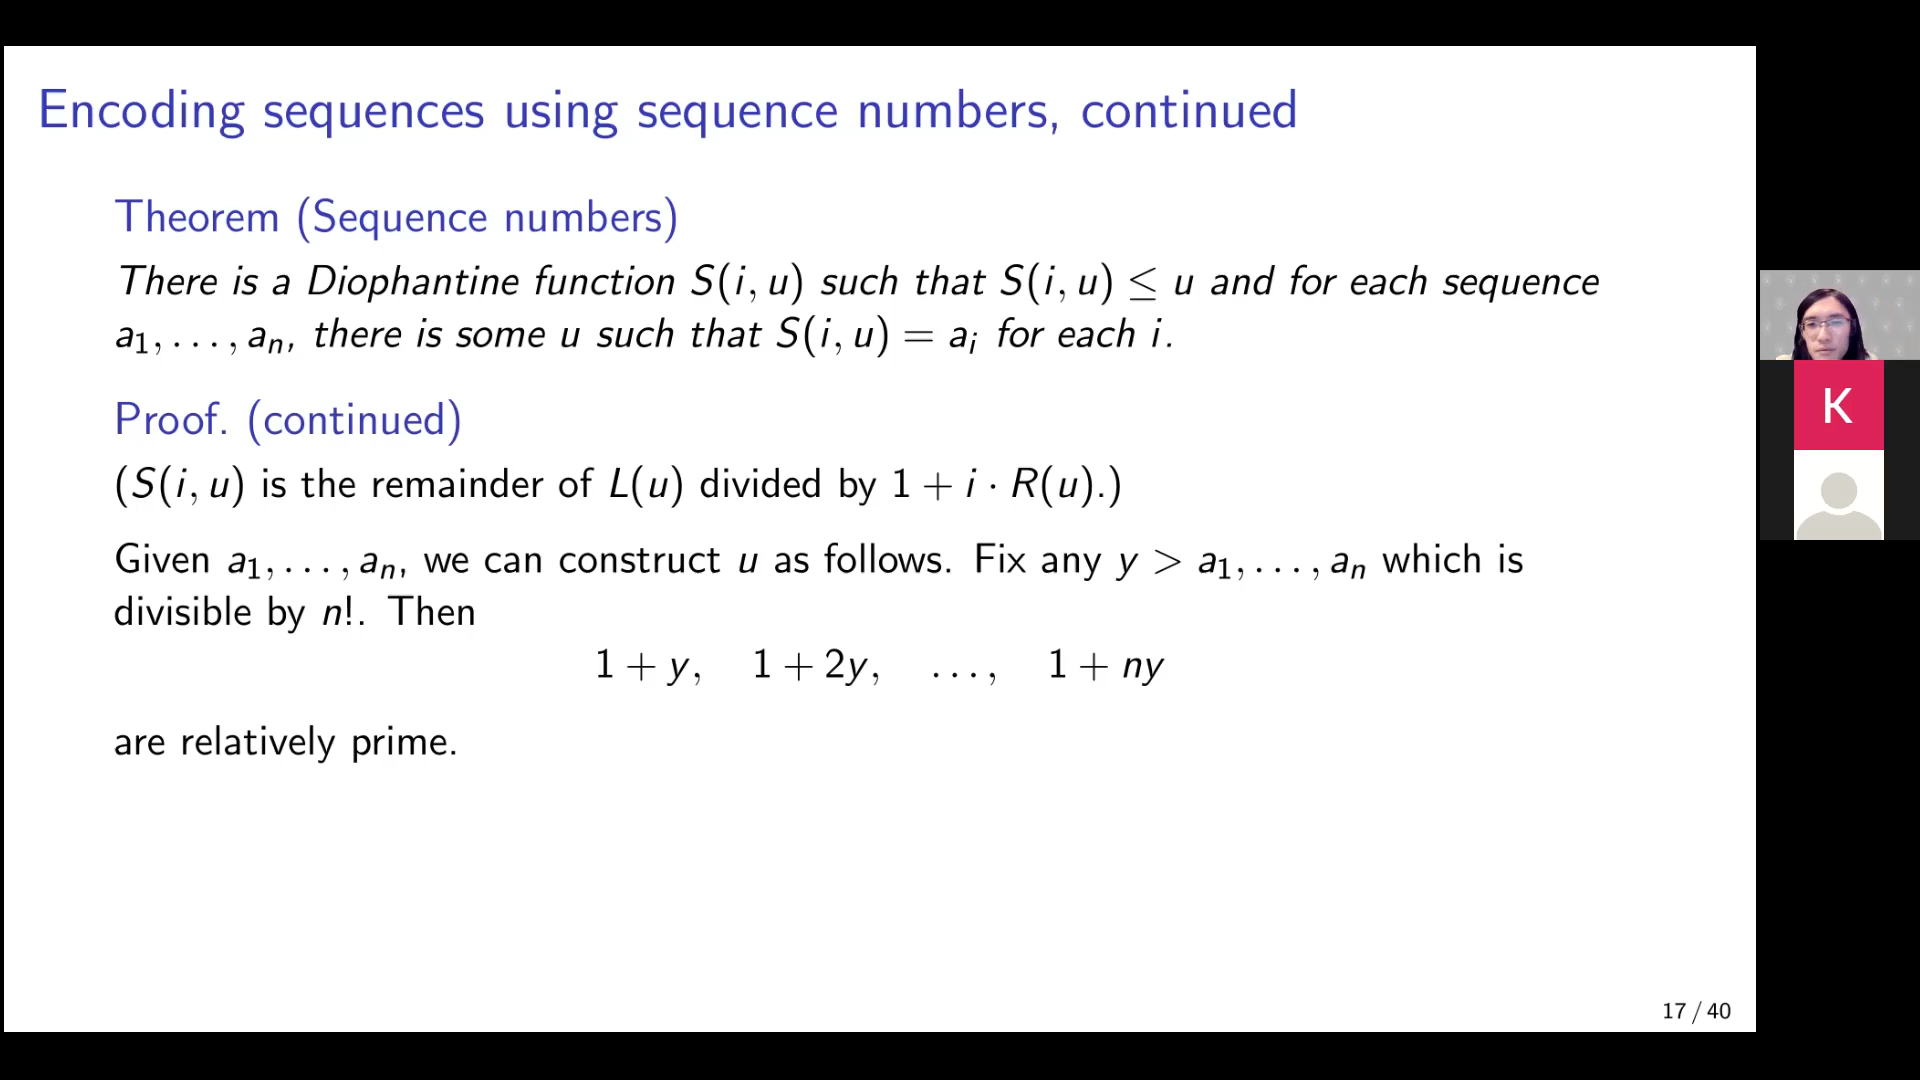 Encoding sequences using sequence numbers, continued
Theorem (Sequence numbers)
There is a Diophantine function S(i, u) such that S(i, u) ≤ u and for each sequence
a₁, . . . , aₙ, there is some u such that S(i, u) = aᵢ for each i.
Proof. (continued)
(S(i, u) is the remainder of L(u) divided by 1 + i · R(u).)
Given a₁, . . . , aₙ, we can construct u as follows. Fix any y > a₁, . . . , aₙ which is
divisible by n!. Then
1 + y, 1 + 2y, . . . , 1 + ny
are relatively prime.
17 / 40
K